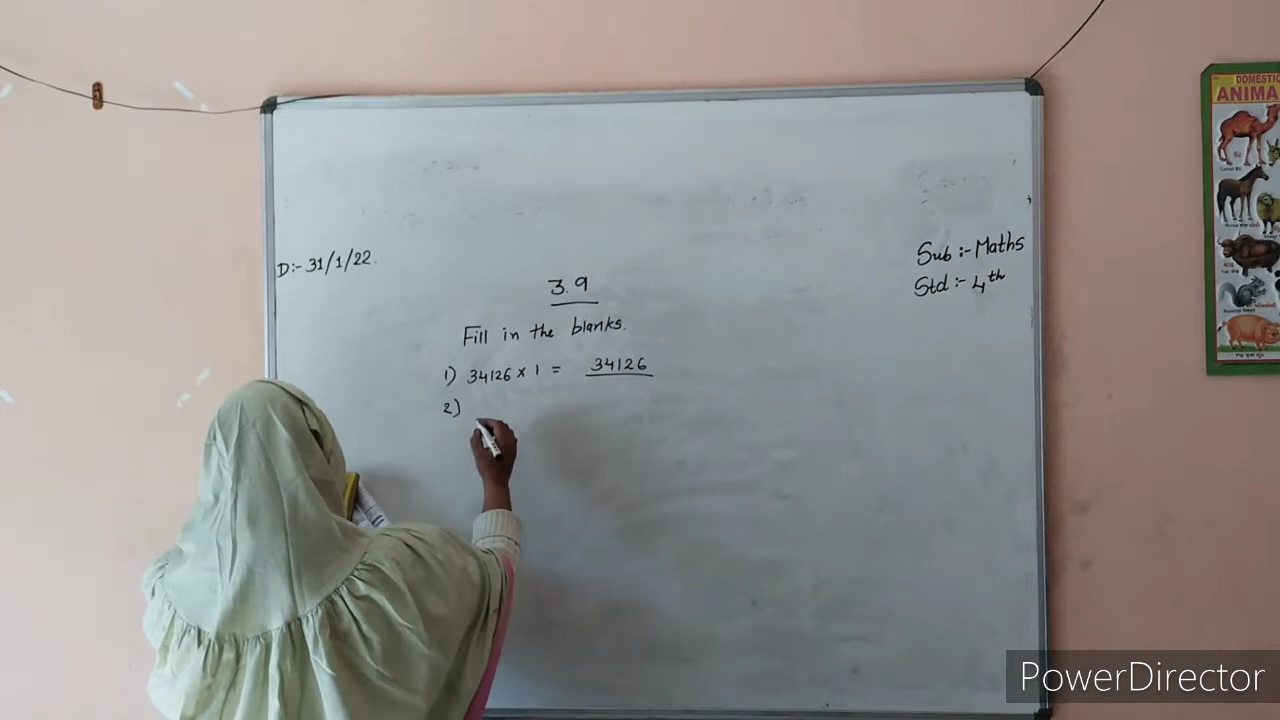 D:- 31/1/22.
Sub :- Maths
Std :- 4th
3.9
Fill in the blanks.
1) 34126 x 1 = 34126
2)
DOMESTIC
ANIMA
PowerDirector